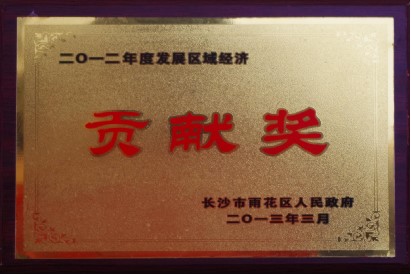 二〇一二年度发展区域经济
贡献奖
长沙市雨花区人民政府
二〇一三年三月